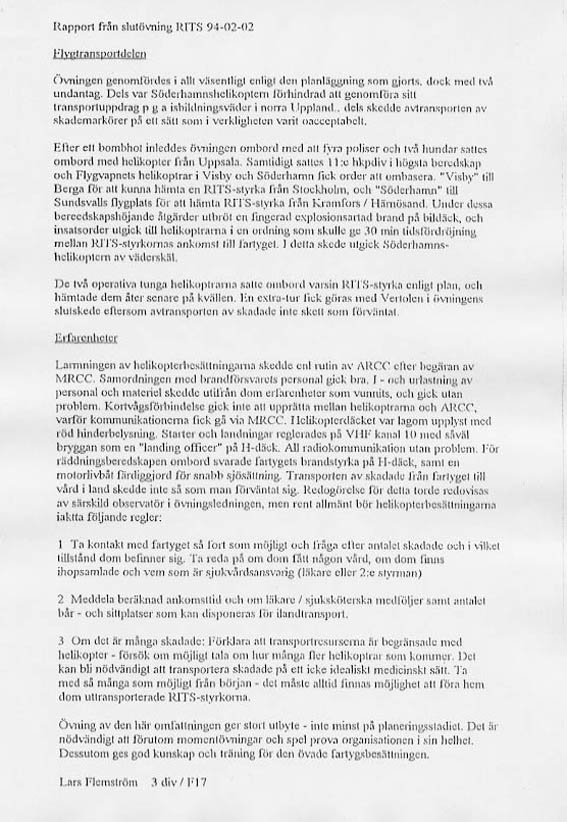 Rapport från slutövning RITS 94-02-02
Flygtransportdelen
Övningen genomfördes i allt väsentligt enligt den planläggning som gjorts, dock med två
undantag. Dels var Söderhamnshelikoptern förhindrad att genomföra sitt
transportuppdrag p g a isbildningsväder i norra Uppland.. dels skedde avtransporten av
skademarkörer på ett sätt som i verkligheten varit oacceptabelt.
Efter ett bombhot inleddes övningen ombord med att fyra poliser och två hundar sattes
ombord med helikopter från Uppsala. Samtidigt sattes 11:e hkpdiv i högsta beredskap
och Flygvapnets helikoptrar i Visby och Söderhamn fick order att ombasera. "Visby" till
Berga för att kunna hämta en RITS-styrka från Stockholm, och "Söderhamn" till
Sundsvalls flygplats för att hämta RITS-styrka från Kramfors / Härnösand. Under dessa
bereedskapshöjande åtgärder utbröt en fingerad explosionsartad brand på bildäck, och
insatsorder utgick till helikoptrarna i en ordning som skulle ge 30 min tidsfördröjning
mellan RITS-styrkornas ankomst till fartyget. I detta skede utgick Söderhamns-
helikoptern av väderskäl.
De två operativa tunga helikoptrarna satte ombord varsin RITS-styrka enligt plan, och
hämtade dem åter senare på kvällen. En extra-tur fick göras med Vertolen i övningens
slutskede eftersom avtransporten av skadade inte skett som förväntat.
Erfarenheter
Larmningen av helikopterbesättningarna skedde enl rutin av ARCC efter begäran av
MRCC. Samordningen med brandförsvarets personal gick bra. I - och urlastning av
personal och materiel skedde utifrån dom erfarenheter som vunnits, och gick utan
problem. Kortvågsförbindelse gick inte att upprätta mellan helikoptrarna och ARCC,
varför kommunikationerna fick gå via MRCC. Helikopterdäcket var lagom upplyst med
röd hinderbelysning. Starter och landningar reglerades på VHF kanal 10 med såväl
bryggan som en "landing officer" på H-däck. All radiokommunikation utan problem. För
räddningsberedskapen ombord svarade fartygets brandstyrka på H-däck, samt en
motorlivbåt färdiggjord för snabb sjösättning. Transporten av skadade från fartyget till
vård i land skedde inte så som man förväntat sig. Redogörelse för detta torde redovisas
av särskild observatör i övningsledningen, men rent allmänt bör helikopterbesättningarna
iaktta följande regler:
1 Ta kontakt med fartyget så fort som möjligt och fråga efter antalet skadade och i vilket
tillstånd dom befinner sig. Ta reda på om dom fått någon vård, om dom finns
ihopsamlade och vem som är sjukvårdsansvarig (läkare eller 2:e styrman)
2 Meddela beräknad ankomsttid och om läkare / sjuksköterska medföljer samt antalet
bår - och sittplatser som kan disponeras för ilandtransport.
3 Om det är många skadade: Förklara att transportresurserna är begränsade med
helikopter - försök om möjligt tala om hur många fler helikoptrar som kommer. Det
kan bli nödvändigt att transportera skadade på ett icke idealiskt medicinskt sätt. Ta
med så många som möjligt från början - det måste alltid finnas möjlighet att föra hem
dom uttransporterade RITS-styrkorna.
Övning av den här omfattningen ger stort utbyte - inte minst på planeringsstadiet. Det är
nödvändigt att förutom momentövningar och spel prova organisationen i sin helhet.
Dessutom ges god kunskap och träning för den övade fartygsbesättningen.
Lars Flemström 3 div / F17